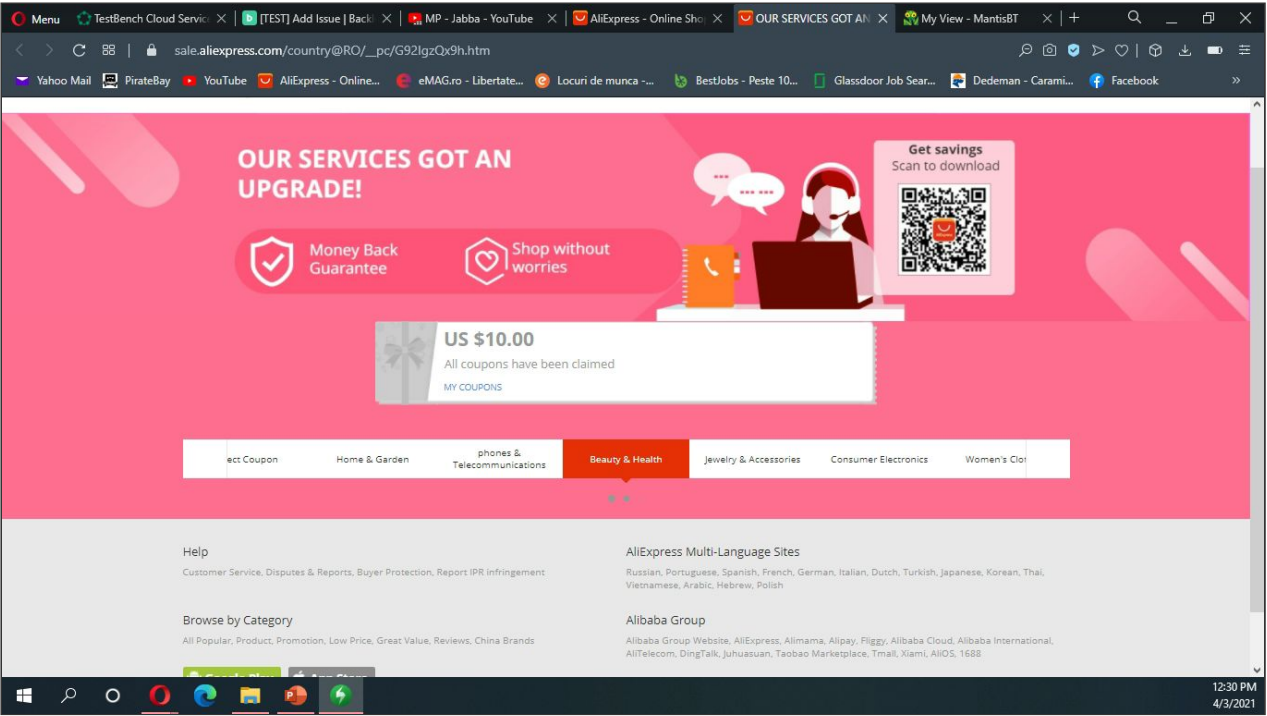 Menu
TestBench Cloud Service
[TEST] Add Issue | Back
MP - Jabba - YouTube
AliExpress - Online Sho
OUR SERVICES GOT AN
My View - MantisBT
sale.aliexpress.com/country@RO/__pc/G92IgzQx9h.htm
Yahoo Mail
PirateBay
YouTube
AliExpress - Online...
eMAG.ro - Libertate...
Locuri de munca -...
BestJobs - Peste 10...
Glassdoor Job Sear...
Dedeman - Carami...
Facebook
OUR SERVICES GOT AN
UPGRADE!
Money Back
Guarantee
Shop without
worries
Get savings
Scan to download
US $10.00
All coupons have been claimed
MY COUPONS
ect Coupon
Home & Garden
phones &
Telecommunications
Beauty & Health
Jewelry & Accessories
Consumer Electronics
Women's Clo
Help
Customer Service, Disputes & Reports, Buyer Protection, Report IPR infringement
AliExpress Multi-Language Sites
Russian, Portuguese, Spanish, French, German, Italian, Dutch, Turkish, Japanese, Korean, Thai,
Vietnamese, Arabic, Hebrew, Polish
Browse by Category
All Popular, Product, Promotion, Low Price, Great Value, Reviews, China Brands
Alibaba Group
Alibaba Group Website, AliExpress, Alimama, Alipay, Fliggy, Alibaba Cloud, Alibaba International,
AliTelecom, DingTalk, Juhuasuan, Taobao Marketplace, Tmall, Xiami, AliOS, 1688
Google Play
App Store
12:30 PM
4/3/2021